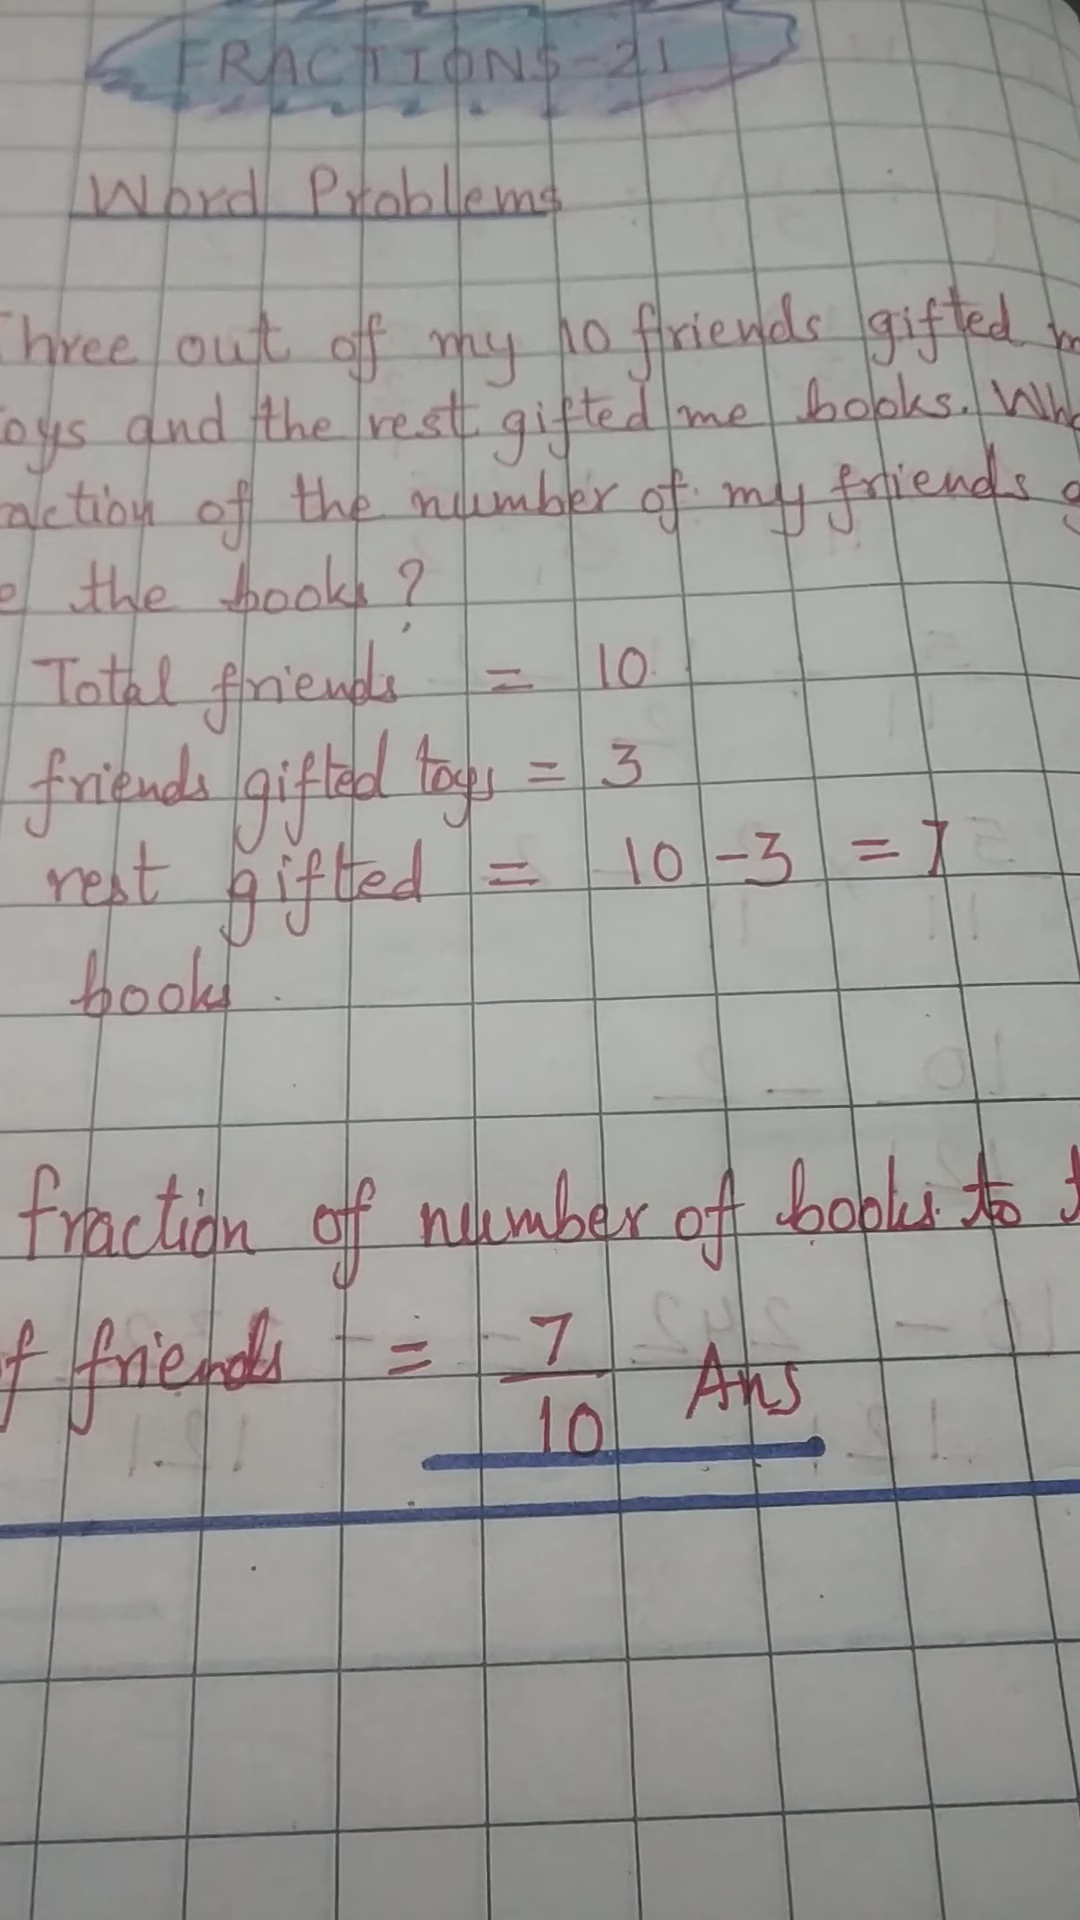 FRACTIONS-21
Word Problems
Three out of my 10 friends gifted m
oys and the rest gifted me books. Wh
action of the number of my friends g
e the books?
Total friends = 10
friends gifted toys = 3
rest gifted = 10 - 3 = 7
books
fraction of number of books to t
f friends = 7/10 Ans